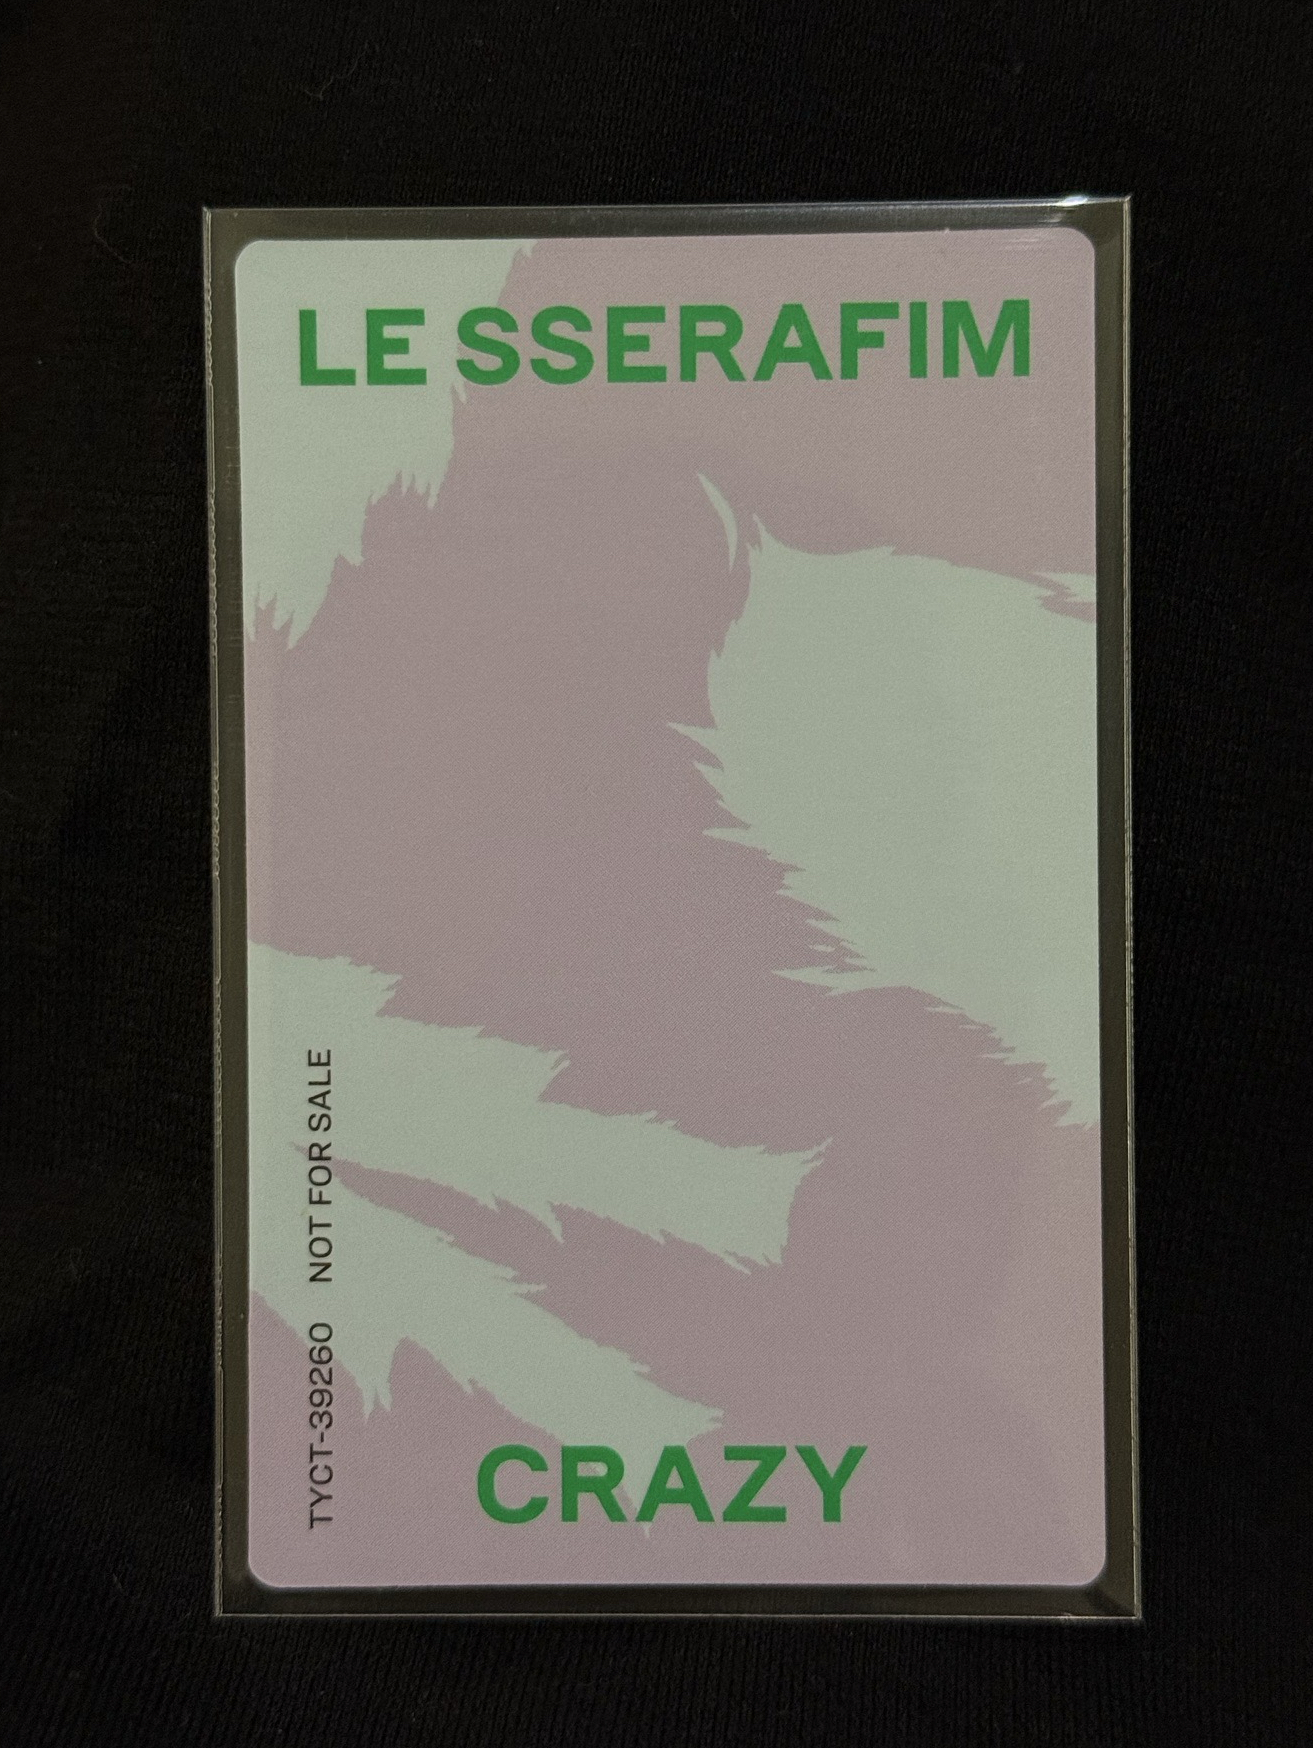 LE SSERAFIM
TYCT-39260 NOT FOR SALE
CRAZY